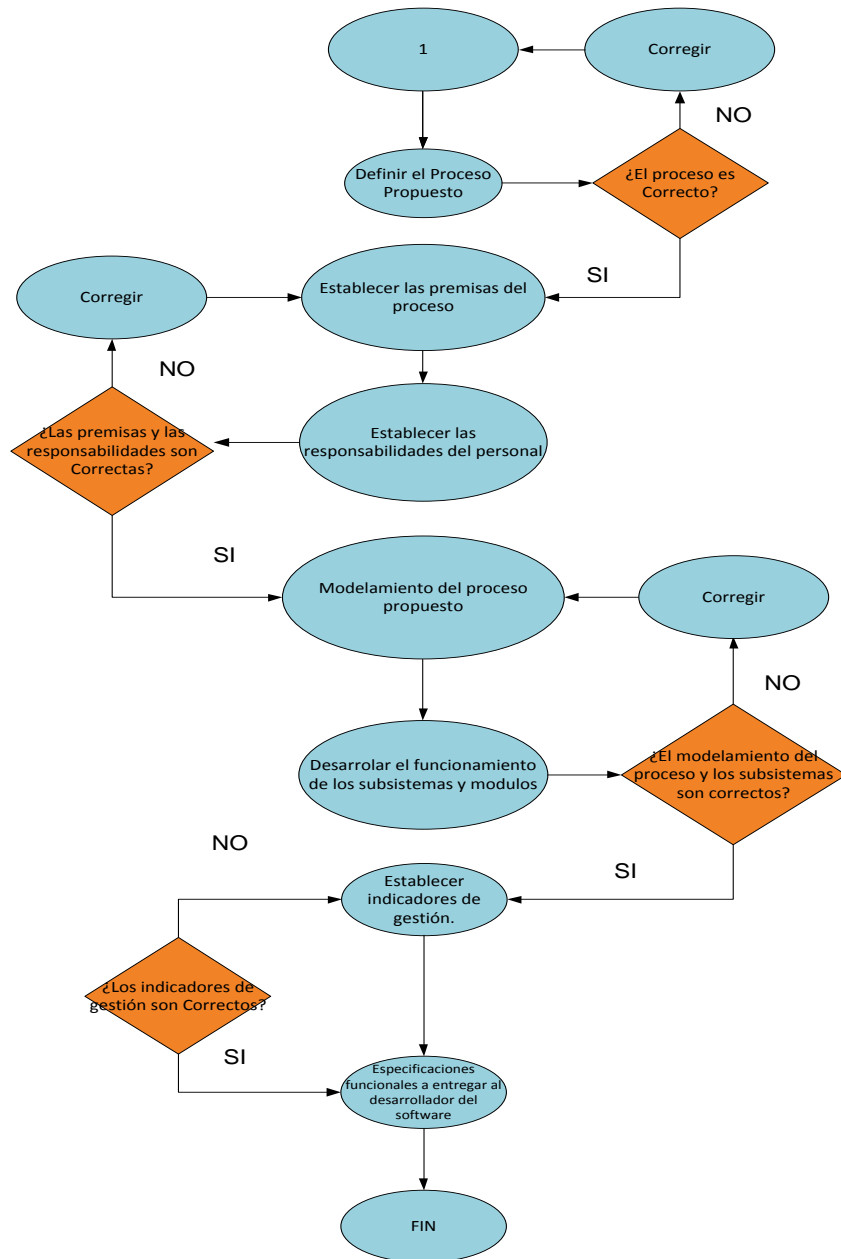 1
Corregir
NO
Definir el Proceso
Propuesto
¿El proceso es
Correcto?
SI
Corregir
Establecer las premisas del
proceso
NO
¿Las premisas y las
responsabilidades son
Correctas?
Establecer las
responsabilidades del personal
SI
Modelamiento del proceso
propuesto
Corregir
NO
Desarrolar el funcionamiento
de los subsistemas y modulos
¿El modelamiento del
proceso y los subsistemas
son correctos?
NO
SI
Establecer
indicadores de
gestión.
¿Los indicadores de
gestión son Correctos?
SI
Especificaciones
funcionales a entregar al
desarrollador del
software
FIN